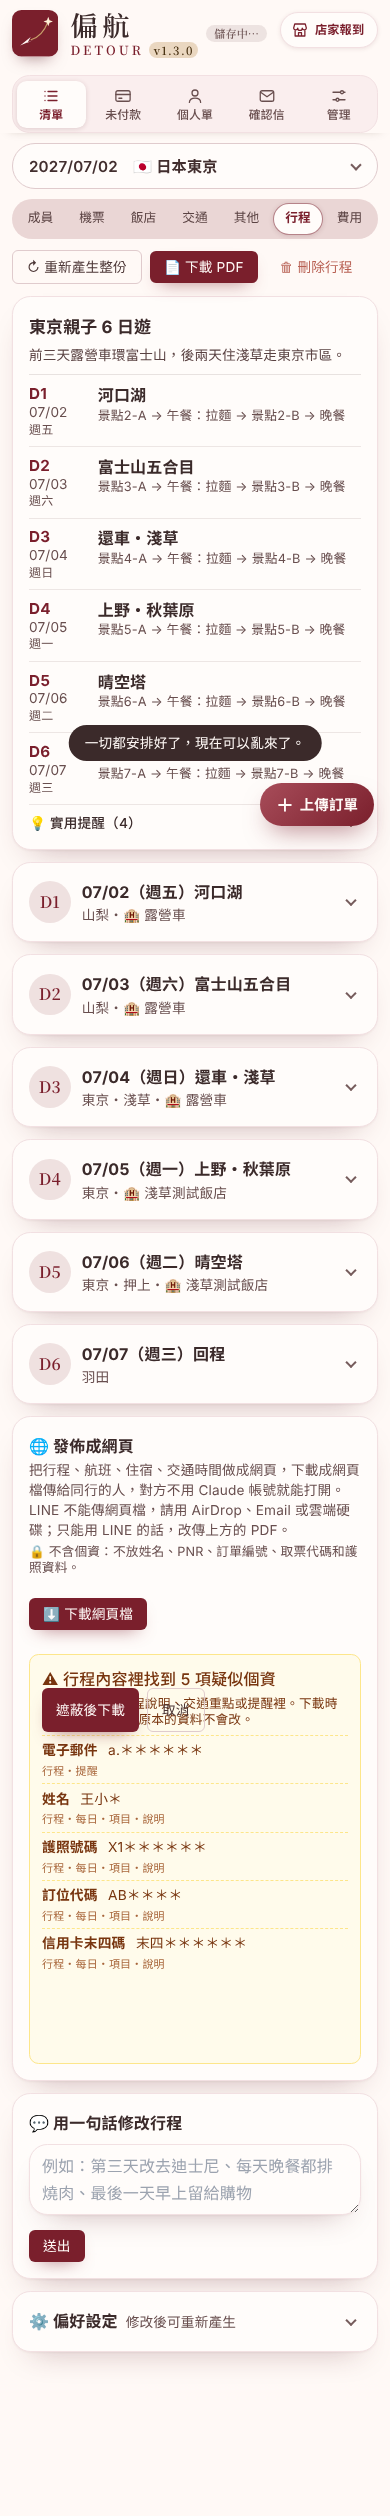 偏航
DETOUR v1.3.0
儲存中…
店家報到
清單 未付款 個人單 確認信 管理
2027/07/02 🇯🇵 日本東京
成員 機票 飯店 交通 其他 行程 費用
↻ 重新產生整份 📄 下載 PDF 🗑 刪除行程
東京親子 6 日遊
前三天露營車環富士山，後兩天住淺草走東京市區。
D1 河口湖
07/02 景點2-A → 午餐：拉麵 → 景點2-B → 晚餐
週五
D2 富士山五合目
07/03 景點3-A → 午餐：拉麵 → 景點3-B → 晚餐
週六
D3 還車・淺草
07/04 景點4-A → 午餐：拉麵 → 景點4-B → 晚餐
週日
D4 上野・秋葉原
07/05 景點5-A → 午餐：拉麵 → 景點5-B → 晚餐
週一
D5 晴空塔
07/06 景點6-A → 午餐：拉麵 → 景點6-B → 晚餐
週二
D6
一切都安排好了，現在可以亂來了。
07/07 景點7-A → 午餐：拉麵 → 景點7-B → 晚餐
週三
＋ 上傳訂單
💡 實用提醒（4）
D1 07/02（週五）河口湖
山梨・🏨 露營車
D2 07/03（週六）富士山五合目
山梨・🏨 露營車
D3 07/04（週日）還車・淺草
東京・淺草・🏨 露營車
D4 07/05（週一）上野・秋葉原
東京・🏨 淺草測試飯店
D5 07/06（週二）晴空塔
東京・押上・🏨 淺草測試飯店
D6 07/07（週三）回程
羽田
🌐 發佈成網頁
把行程、航班、住宿、交通時間做成網頁，下載成網頁
檔傳給同行的人，對方不用 Claude 帳號就能打開。
LINE 不能傳網頁檔，請用 AirDrop、Email 或雲端硬
碟；只能用 LINE 的話，改傳上方的 PDF。
🔒 不含個資：不放姓名、PNR、訂單編號、取票代碼和護
照資料。
⬇️ 下載網頁檔
⚠ 行程內容裡找到 5 項疑似個資
遮蔽後下載 取消
程說明、交通重點或提醒裡。下載時
原本的資料不會改。
電子郵件 a.＊＊＊＊＊＊
行程・提醒
姓名 王小＊
行程・每日・項目・說明
護照號碼 X1＊＊＊＊＊＊
行程・每日・項目・說明
訂位代碼 AB＊＊＊＊
行程・每日・項目・說明
信用卡末四碼 末四＊＊＊＊＊＊
行程・每日・項目・說明
💬 用一句話修改行程
例如：第三天改去迪士尼、每天晚餐都排
燒肉、最後一天早上留給購物
送出
⚙️ 偏好設定 修改後可重新產生